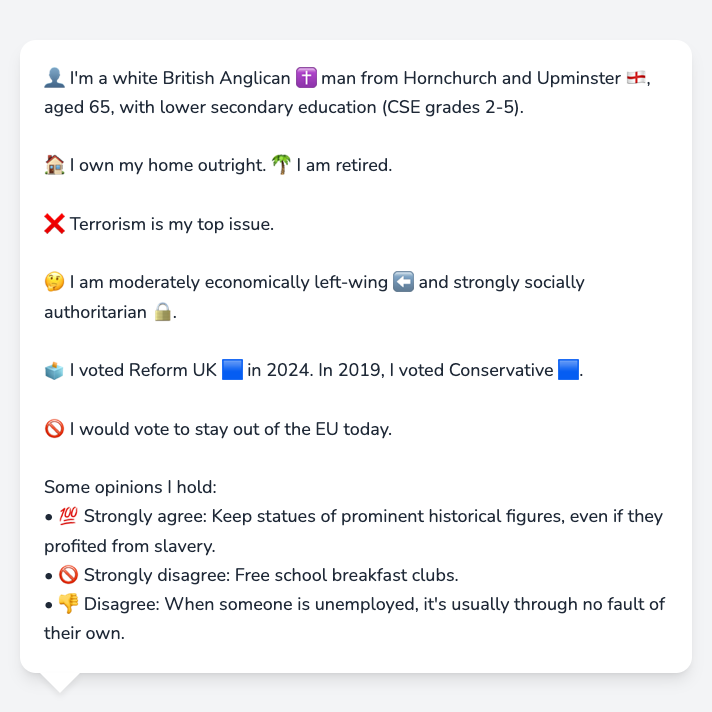 👤 I'm a white British Anglican ✝️ man from Hornchurch and Upminster 🏴󠁧󠁢󠁥󠁮󠁧󠁿,
aged 65, with lower secondary education (CSE grades 2-5).
🏠 I own my home outright. 🌴 I am retired.
❌ Terrorism is my top issue.
🤔 I am moderately economically left-wing ⬅️ and strongly socially
authoritarian 🔒.
🗳️ I voted Reform UK 🟦 in 2024. In 2019, I voted Conservative 🟦.
🚫 I would vote to stay out of the EU today.
Some opinions I hold:
• 💯 Strongly agree: Keep statues of prominent historical figures, even if they
profited from slavery.
• 🚫 Strongly disagree: Free school breakfast clubs.
• 👎 Disagree: When someone is unemployed, it's usually through no fault of
their own.